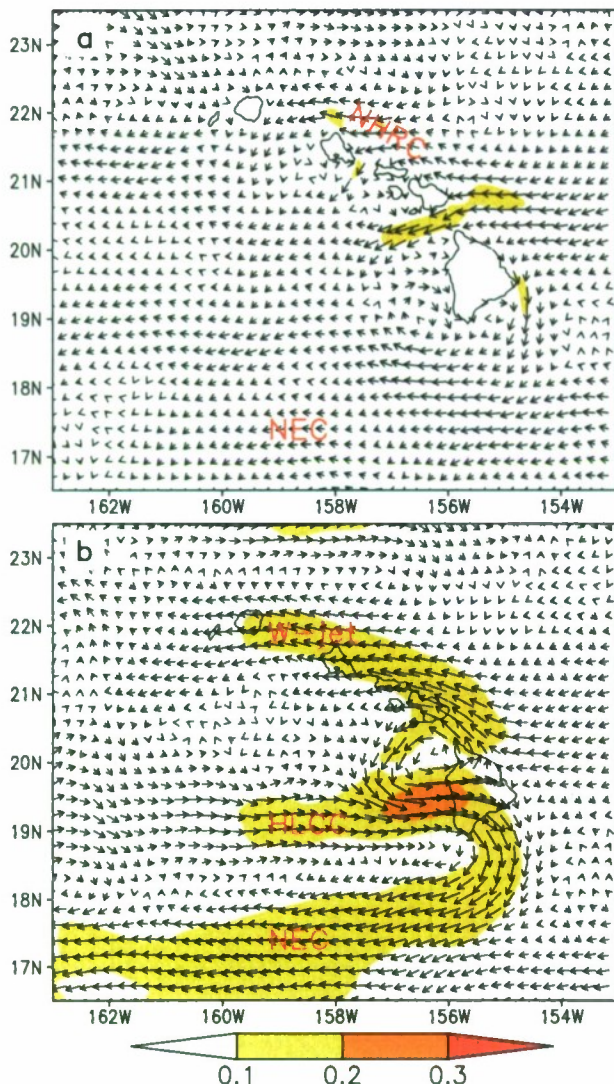 a
23N
22N
21N
20N
19N
18N
17N
NHRC
NEC
162W 160W 158W 156W 154W
b
23N
22N
21N
20N
19N
18N
17N
W-jet
HLCC
NEC
162W 160W 158W 156W 154W
0.1 0.2 0.3